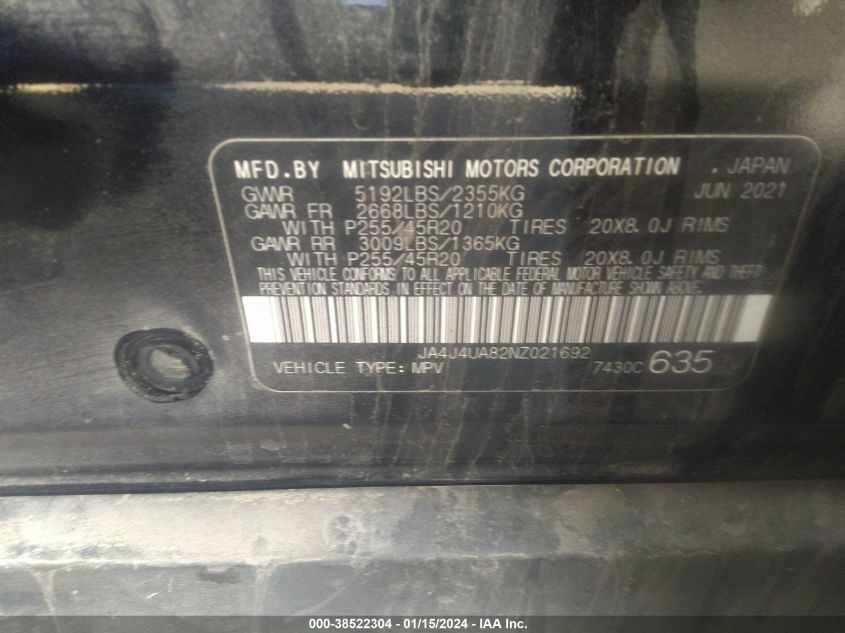 MFD.BY MITSUBISHI MOTORS CORPORATION . JAPAN
GVWR 5192LBS/2355KG JUN 2021
GAWR FR 2668LBS/1210KG
WITH P255/45R20 TIRES 20X8.0J RIMS
GAWR RR 3009LBS/1365KG
WITH P255/45R20 TIRES 20X8.0J RIMS
THIS VEHICLE CONFORMS TO ALL APPLICABLE FEDERAL MOTOR VEHICLE SAFETY AND THEFT
PREVENTION STANDARDS IN EFFECT ON THE DATE OF MANUFACTURE SHOWN ABOVE.
JA4J4UA82NZ021692
VEHICLE TYPE: MPV 7430C 635
000-38522304 - 01/15/2024 - IAA Inc.